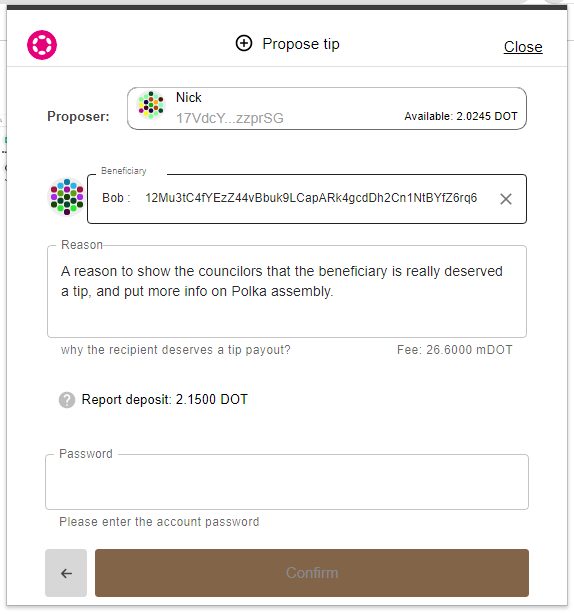 Propose tip
Close
Proposer:
Nick
17VdcY...zzprSG
Available: 2.0245 DOT
Beneficiary
Bob : 12Mu3tC4fYEzZ44vBbuk9LCapARk4gcdDh2Cn1NtBYfZ6rq6
Reason
A reason to show the councilors that the beneficiary is really deserved
a tip, and put more info on Polka assembly.
why the recipient deserves a tip payout?
Fee: 26.6000 mDOT
? Report deposit: 2.1500 DOT
Password
Please enter the account password
Confirm